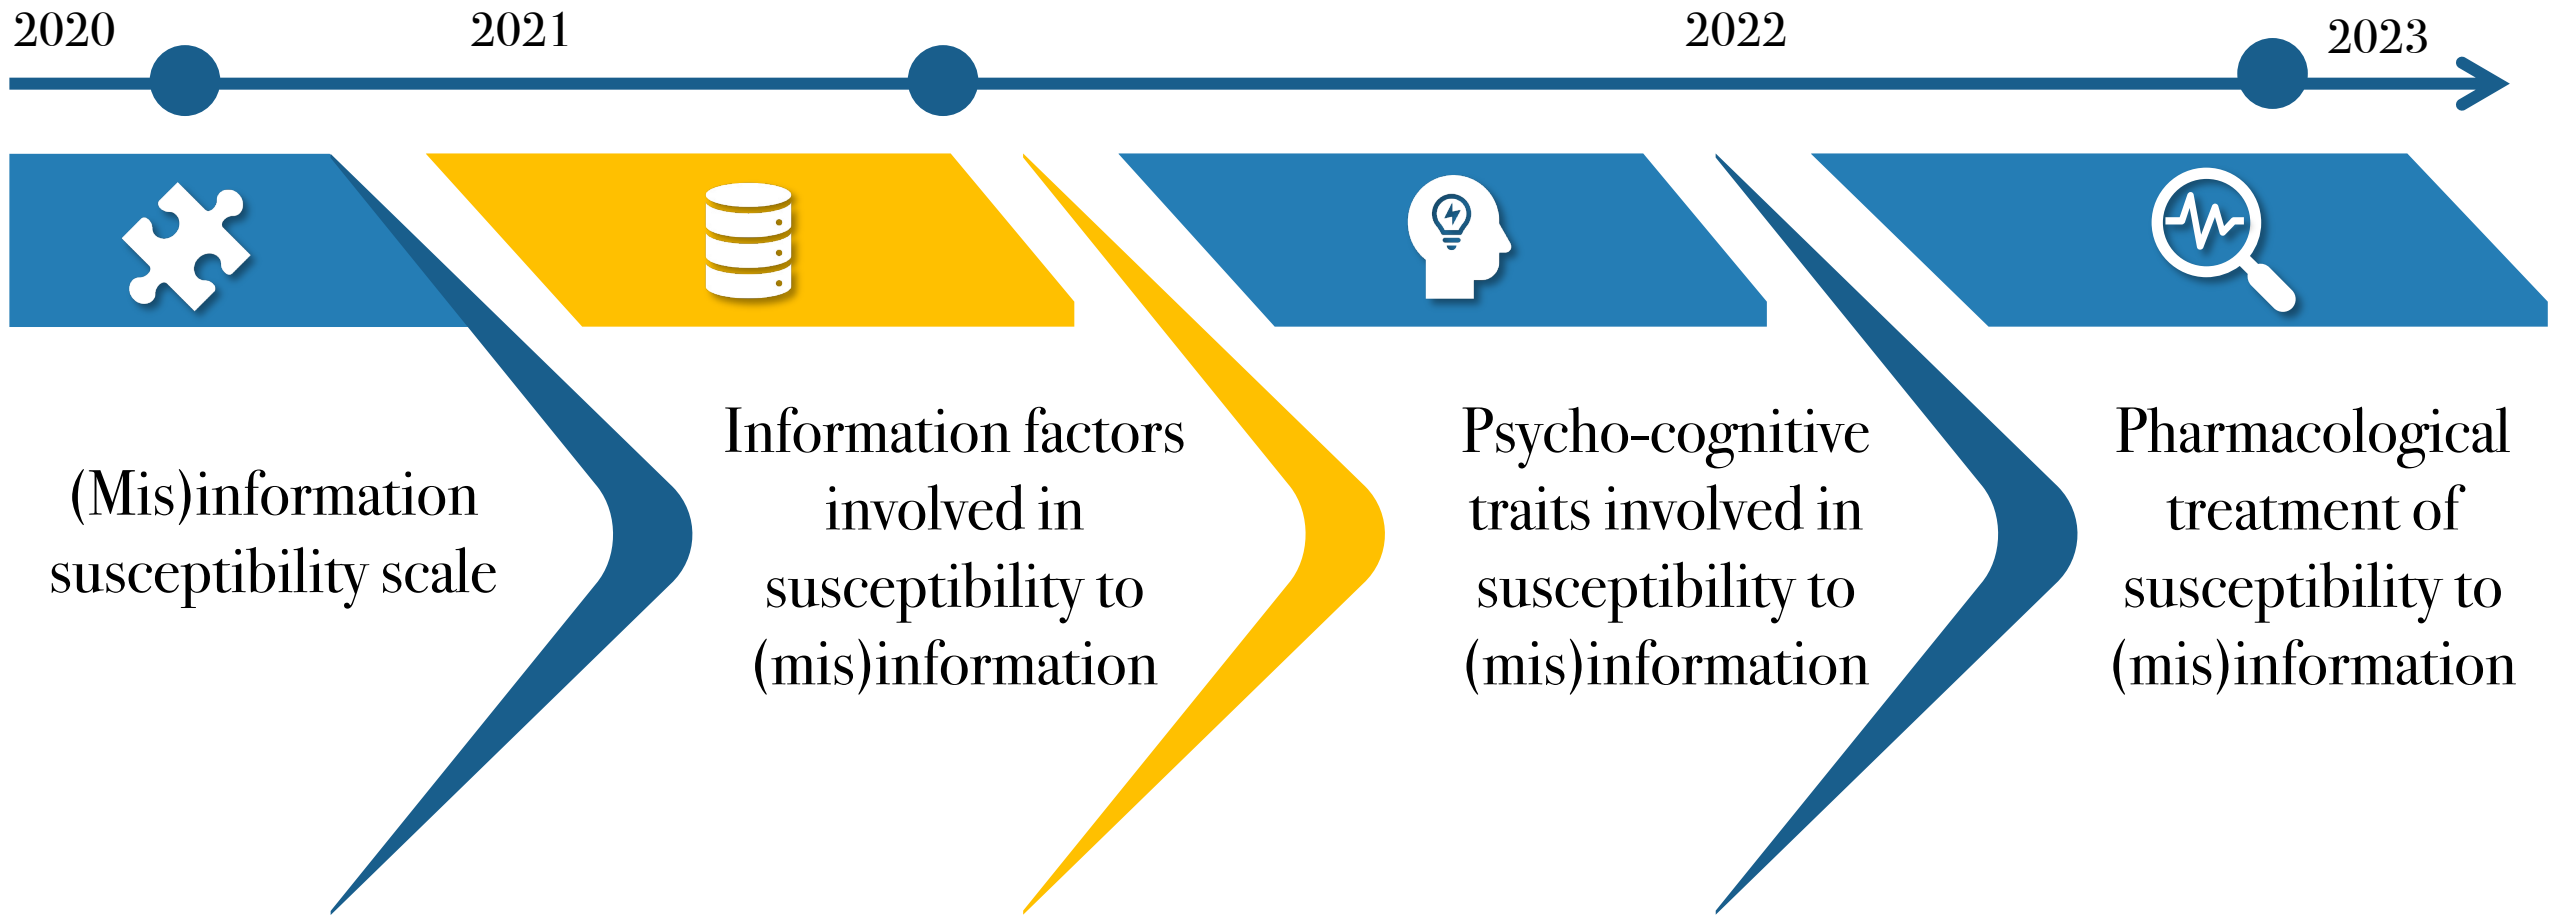 2020
2021
2022
2023
(Mis)information
susceptibility scale
Information factors
involved in
susceptibility to
(mis)information
Psycho-cognitive
traits involved in
susceptibility to
(mis)information
Pharmacological
treatment of
susceptibility to
(mis)information